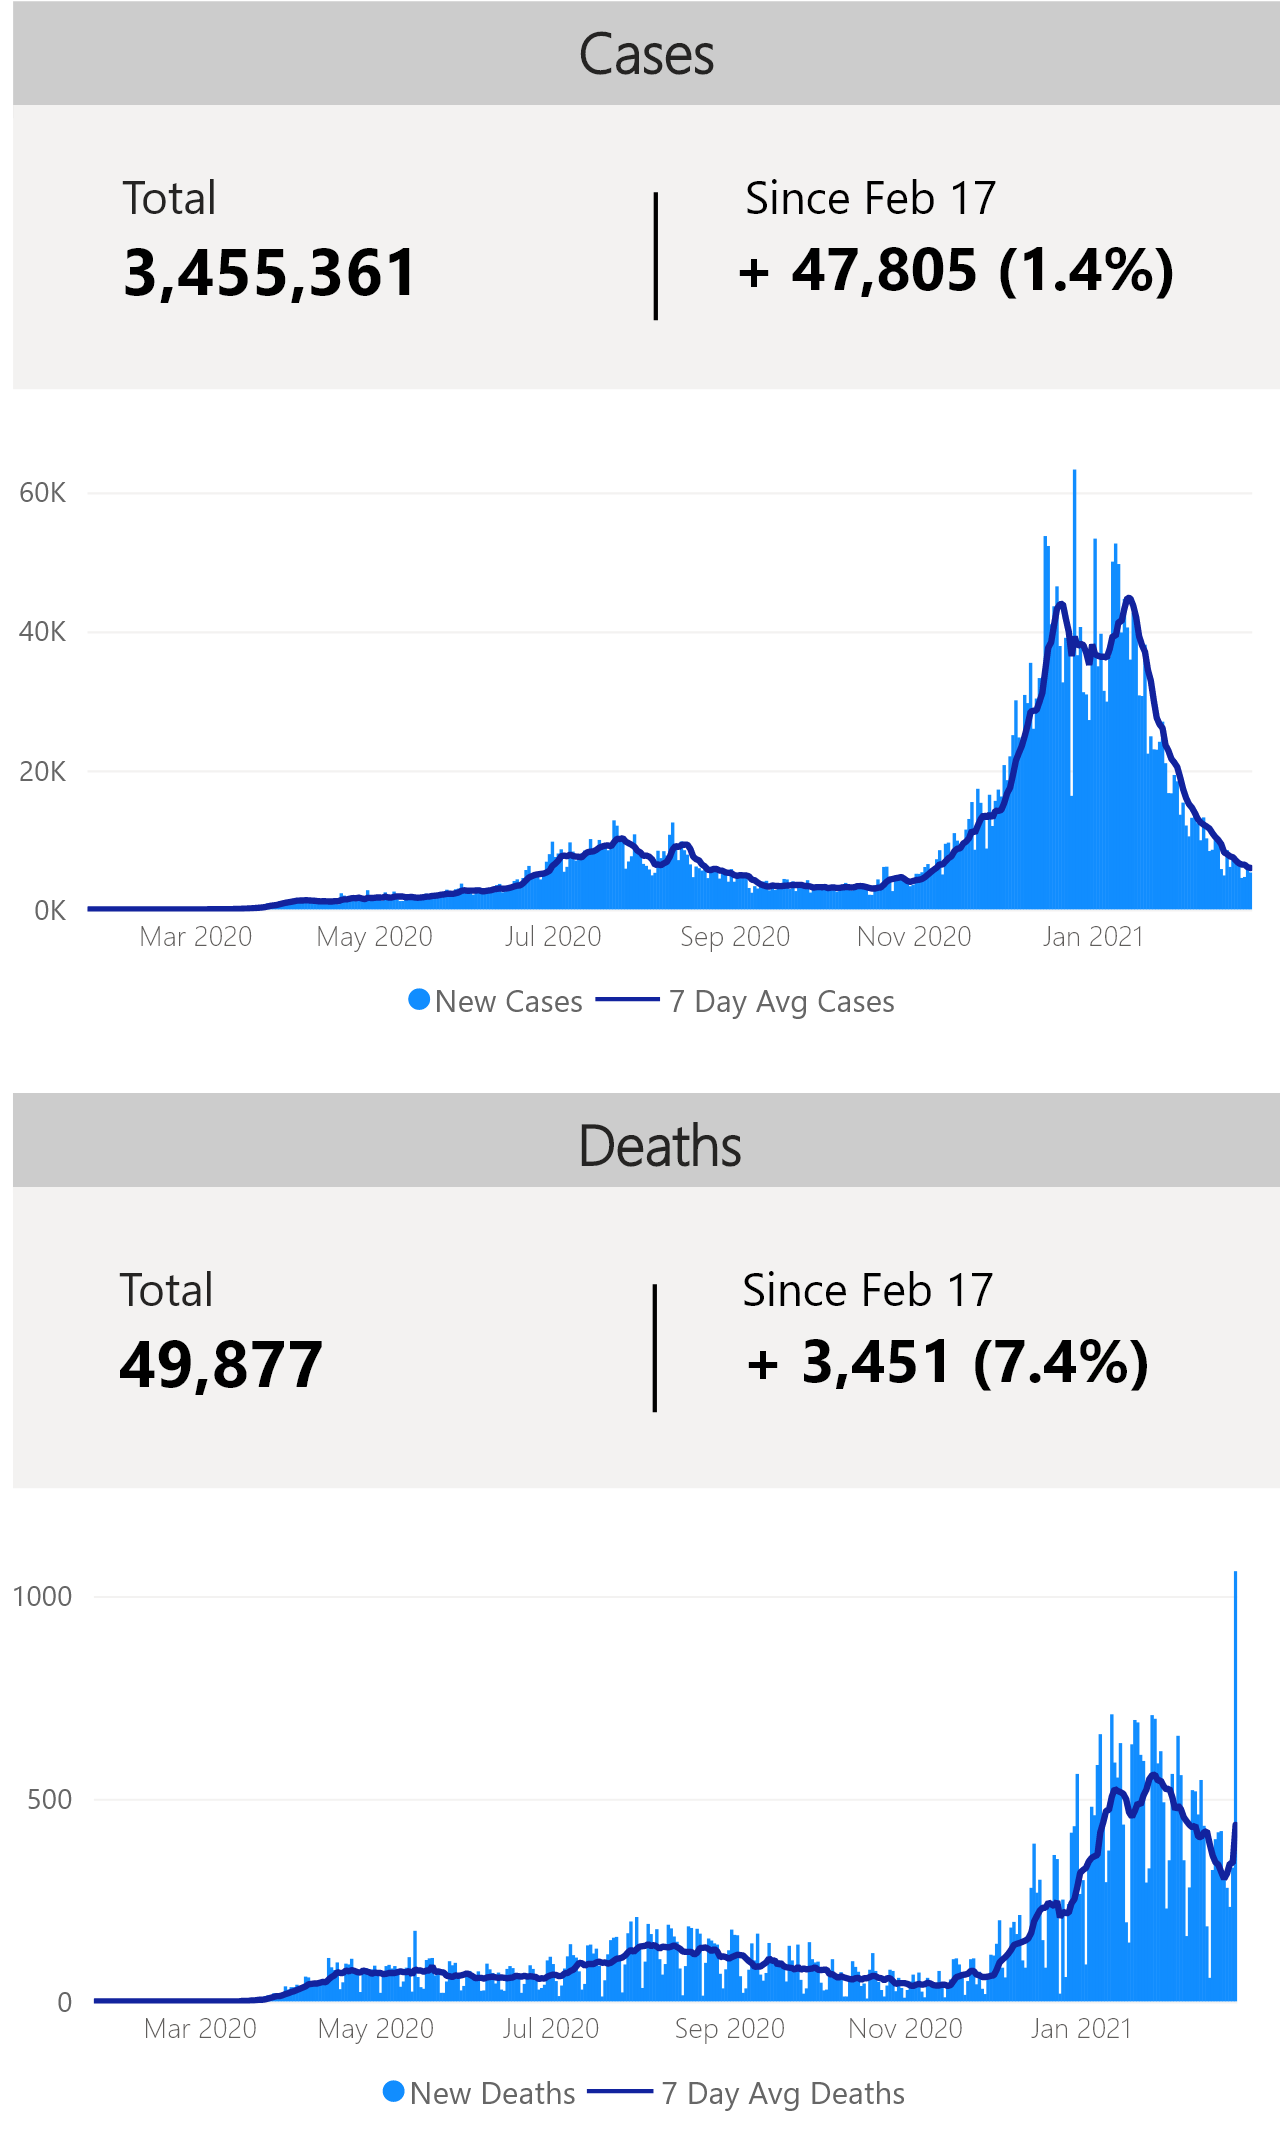 Cases
Total
Since Feb 17
3,455,361
+ 47,805 (1.4%)
60K
40K
20K
0K
Mar 2020 May 2020 Jul 2020 Sep 2020 Nov 2020 Jan 2021
New Cases 7 Day Avg Cases
Deaths
Total
Since Feb 17
49,877
+ 3,451 (7.4%)
1000
500
0
Mar 2020 May 2020 Jul 2020 Sep 2020 Nov 2020 Jan 2021
New Deaths 7 Day Avg Deaths